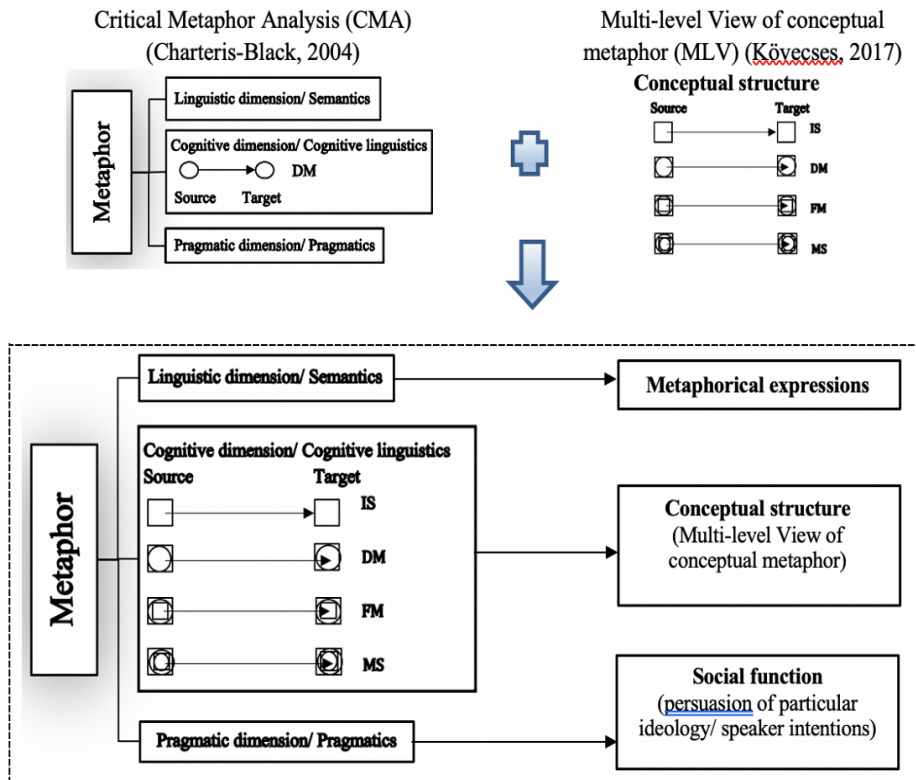 Critical Metaphor Analysis (CMA)
(Charteris-Black, 2004)
Metaphor
Linguistic dimension/ Semantics
Cognitive dimension/ Cognitive linguistics
DM
Source Target
Pragmatic dimension/ Pragmatics
Multi-level View of conceptual
metaphor (MLV) (Kövecses, 2017)
Conceptual structure
Source Target
IS
DM
FM
MS
Metaphor
Linguistic dimension/ Semantics
Metaphorical expressions
Cognitive dimension/ Cognitive linguistics
Source Target
IS
DM
FM
MS
Conceptual structure
(Multi-level View of
conceptual metaphor)
Pragmatic dimension/ Pragmatics
Social function
(persuasion of particular
ideology/ speaker intentions)